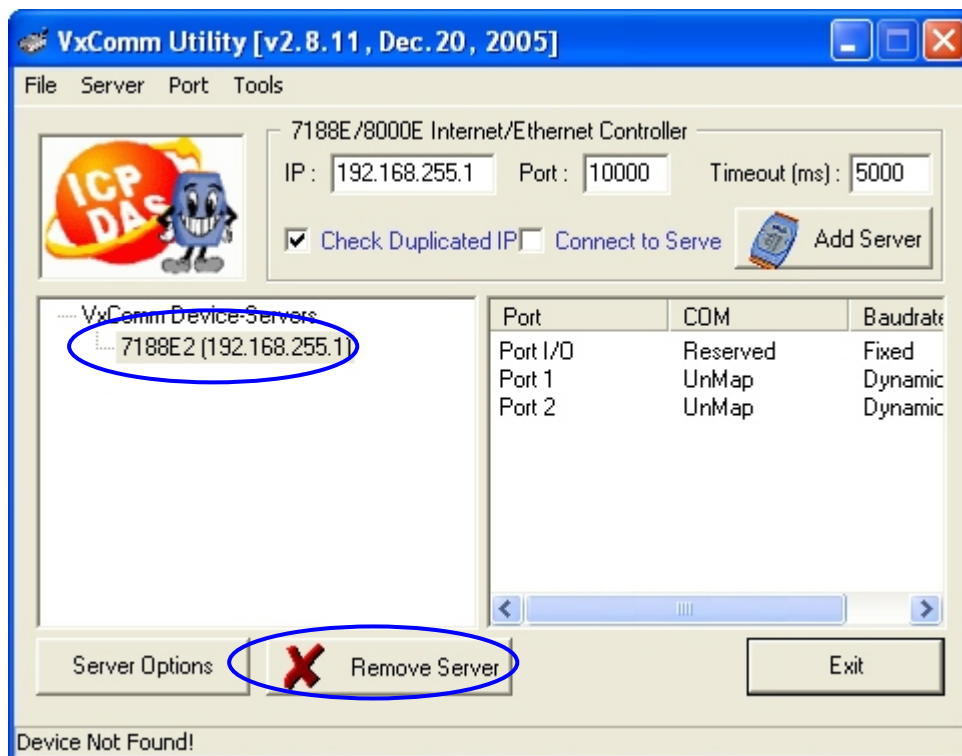 VxComm Utility [v2.8.11, Dec.20, 2005]
File Server Port Tools
ICP
DAS
7188E/8000E Internet/Ethernet Controller
IP : 192.168.255.1 Port : 10000 Timeout (ms) : 5000
Check Duplicated IP Connect to Serve Add Server
VxComm Device-Servers
7188E2 (192.168.255.1)
Port COM Baudrate
Port I/O Reserved Fixed
Port 1 UnMap Dynamic
Port 2 UnMap Dynamic
Server Options Remove Server Exit
Device Not Found!